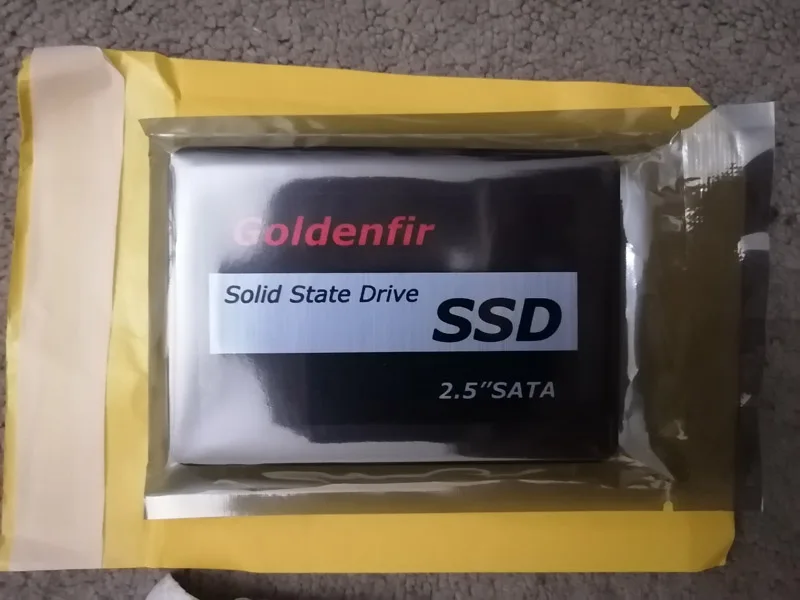 Goldenfir
Solid State Drive
SSD
2.5"SATA